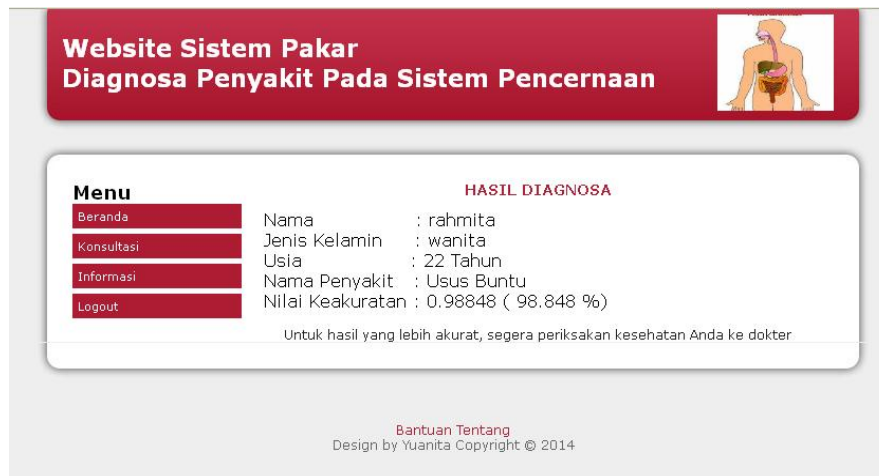 Website Sistem Pakar
Diagnosa Penyakit Pada Sistem Pencernaan
Menu
Beranda
Konsultasi
Informasi
Logout
HASIL DIAGNOSA
Nama : rahmita
Jenis Kelamin : wanita
Usia : 22 Tahun
Nama Penyakit : Usus Buntu
Nilai Keakuratan : 0.98848 ( 98.848 %)
Untuk hasil yang lebih akurat, segera periksakan kesehatan Anda ke dokter
Bantuan Tentang
Design by Yuanita Copyright © 2014